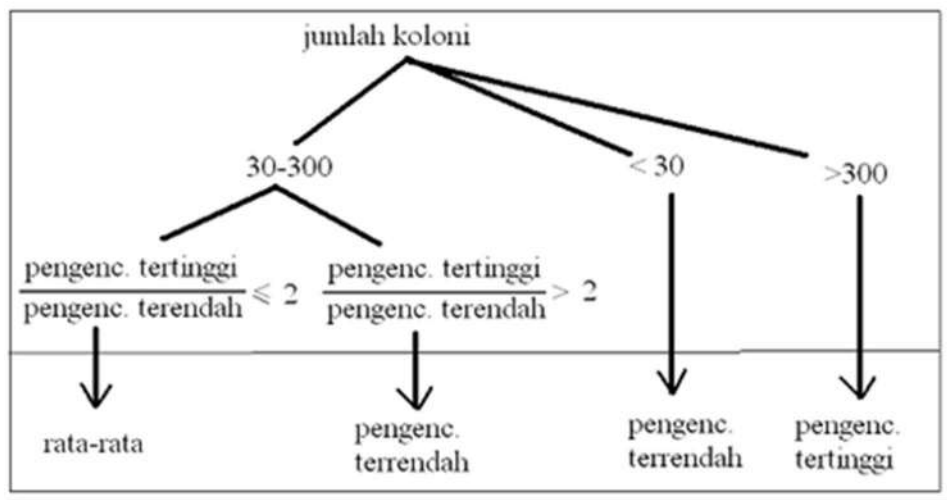 jumlah koloni
30-300
< 30
>300
pengenc. tertinggi
pengenc. terendah
⩽ 2
pengenc. tertinggi
pengenc. terendah
> 2
rata-rata
pengenc.
terrendah
pengenc.
terrendah
pengenc.
tertinggi